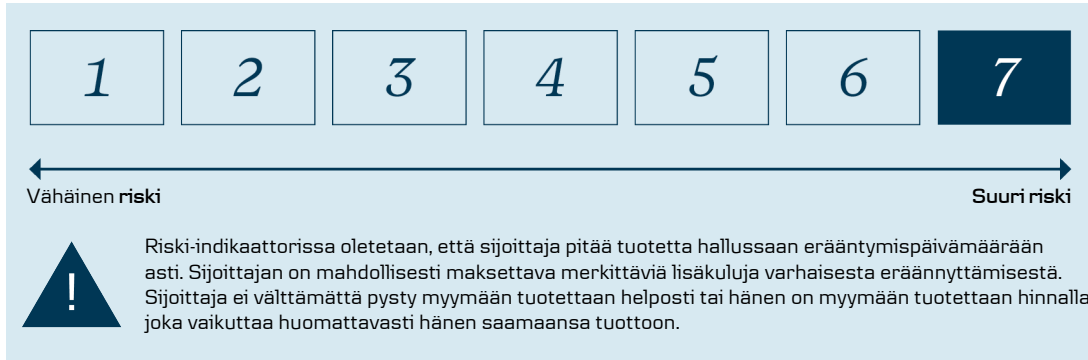 1 2 3 4 5 6 7
Vähäinen riski Suuri riski
!
Riski-indikaattorissa oletetaan, että sijoittaja pitää tuotetta hallussaan erääntymispäivämäärään
asti. Sijoittajan on mahdollisesti maksettava merkittäviä lisäkuluja varhaisesta eräännyttämisestä.
Sijoittaja ei välttämättä pysty myymään tuotettaan helposti tai hänen on myymään tuotettaan hinnalla
joka vaikuttaa huomattavasti hänen saamaansa tuottoon.